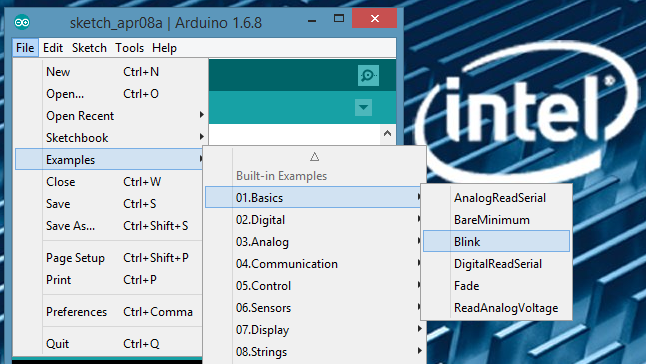 sketch_apr08a | Arduino 1.6.8
File Edit Sketch Tools Help
New Ctrl+N
Open... Ctrl+O
Open Recent
Sketchbook
Examples
Close Ctrl+W
Save Ctrl+S
Save As... Ctrl+Shift+S
Page Setup Ctrl+Shift+P
Print Ctrl+P
Preferences Ctrl+Comma
Quit Ctrl+Q
Built-in Examples
01.Basics
02.Digital
03.Analog
04.Communication
05.Control
06.Sensors
07.Display
08.Strings
AnalogReadSerial
BareMinimum
Blink
DigitalReadSerial
Fade
ReadAnalogVoltage
intel